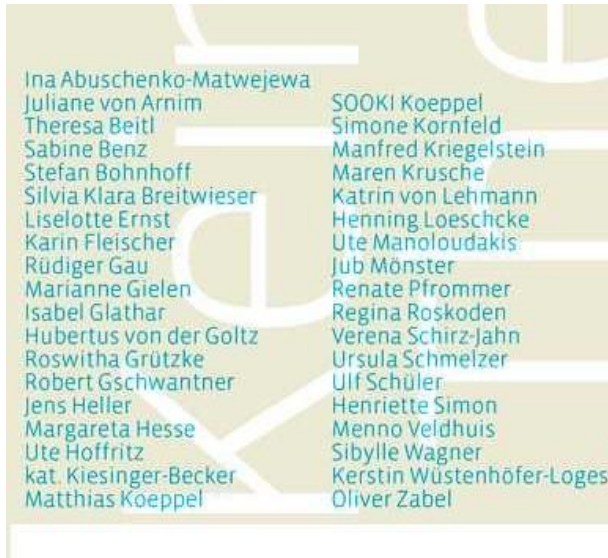 Ina Abuschenko-Matwejewa
Juliane von Arnim
Theresa Beitl
Sabine Benz
Stefan Bohnhoff
Silvia Klara Breitwieser
Liselotte Ernst
Karin Fleischer
Rüdiger Gau
Marianne Gielen
Isabel Glathar
Hubertus von der Goltz
Roswitha Grützke
Robert Gschwantner
Jens Heller
Margareta Hesse
Ute Hoffritz
kat. Kiesinger-Becker
Matthias Koeppel
SOOKI Koeppel
Simone Kornfeld
Manfred Kriegelstein
Maren Krusche
Katrin von Lehmann
Henning Loeschcke
Ute Manoloudakis
Jub Mönster
Renate Pfrommer
Regina Roskoden
Verena Schirz-Jahn
Ursula Schmelzer
Ulf Schüler
Henriette Simon
Menno Veldhuis
Sibylle Wagner
Kerstin Wüstenhöfer-Loges
Oliver Zabel